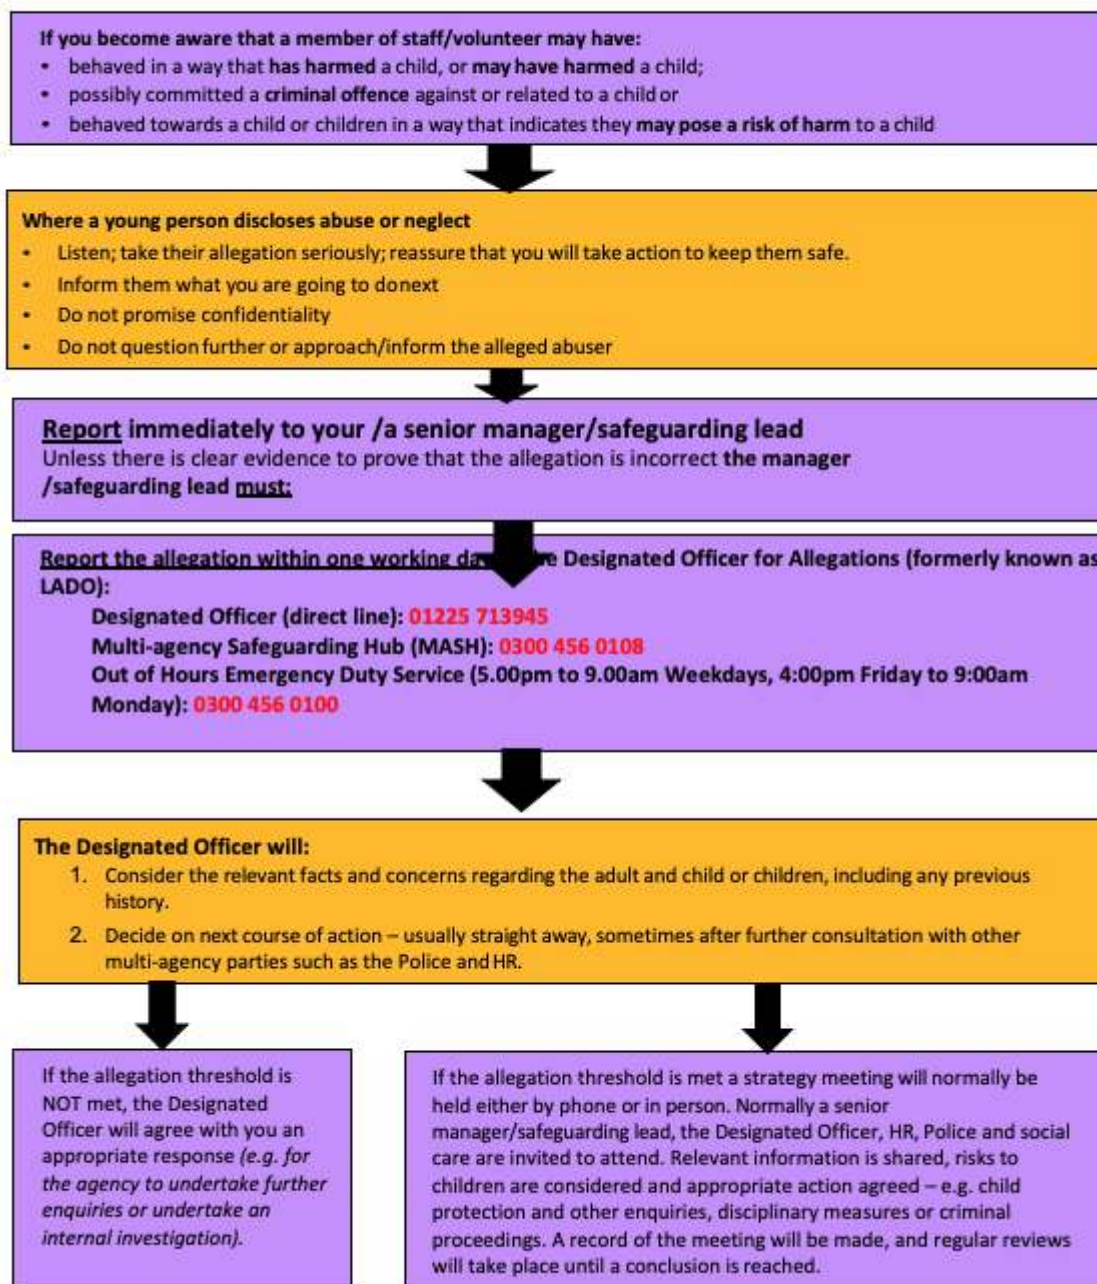 If you become aware that a member of staff/volunteer may have:
• behaved in a way that has harmed a child, or may have harmed a child;
• possibly committed a criminal offence against or related to a child or
• behaved towards a child or children in a way that indicates they may pose a risk of harm to a child
Where a young person discloses abuse or neglect
• Listen; take their allegation seriously; reassure that you will take action to keep them safe.
• Inform them what you are going to donext
• Do not promise confidentiality
• Do not question further or approach/inform the alleged abuser
Report immediately to your /a senior manager/safeguarding lead
Unless there is clear evidence to prove that the allegation is incorrect the manager
/safeguarding lead must:
Report the allegation within one working Designated Officer for Allegations (formerly known as
LADO):
Designated Officer (direct line): 01225 713945
Multi-agency Safeguarding Hub (MASH): 0300 456 0108
Out of Hours Emergency Duty Service (5.00pm to 9.00am Weekdays, 4:00pm Friday to 9:00am
Monday): 0300 456 0100
The Designated Officer will:
1. Consider the relevant facts and concerns regarding the adult and child or children, including any previous
history.
2. Decide on next course of action – usually straight away, sometimes after further consultation with other
multi-agency parties such as the Police and HR.
If the allegation threshold is
NOT met, the Designated
Officer will agree with you an
appropriate response (e.g. for
the agency to undertake further
enquiries or undertake an
internal investigation).
If the allegation threshold is met a strategy meeting will normally be
held either by phone or in person. Normally a senior
manager/safeguarding lead, the Designated Officer, HR, Police and social
care are invited to attend. Relevant information is shared, risks to
children are considered and appropriate action agreed – e.g. child
protection and other enquiries, disciplinary measures or criminal
proceedings. A record of the meeting will be made, and regular reviews
will take place until a conclusion is reached.